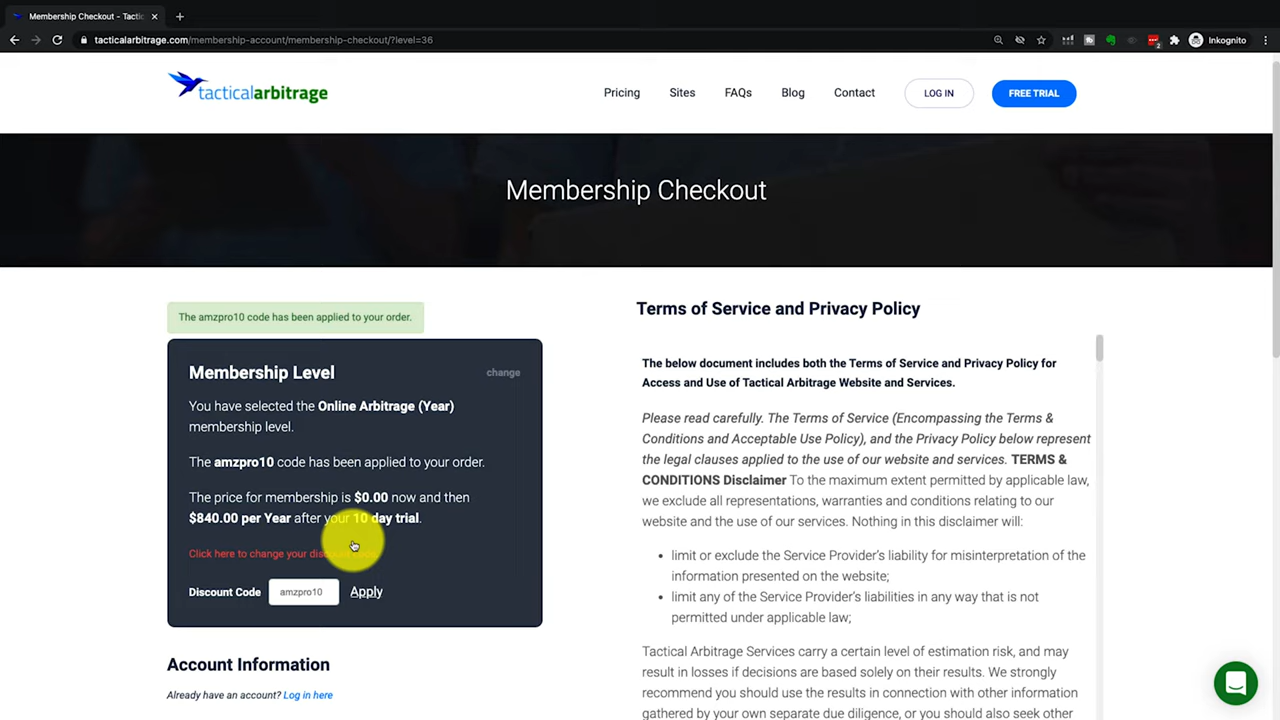 Membership Checkout - Tactic
tacticalarbitrage.com/membership-account/membership-checkout/?level=36
2
Inkognito
tacticalarbitrage
Pricing
Sites
FAQs
Blog
Contact
LOG IN
FREE TRIAL
Membership Checkout
The amzpro10 code has been applied to your order.
Membership Level
change
You have selected the Online Arbitrage (Year)
membership level.
The amzpro10 code has been applied to your order.
The price for membership is $0.00 now and then
$840.00 per Year after your 10 day trial.
Click here to change your discount code.
Discount Code
amzpro10
Apply
Account Information
Already have an account? Log in here
Terms of Service and Privacy Policy
The below document includes both the Terms of Service and Privacy Policy for
Access and Use of Tactical Arbitrage Website and Services.
Please read carefully. The Terms of Service (Encompassing the Terms &
Conditions and Acceptable Use Policy), and the Privacy Policy below represent
the legal clauses applied to the use of our website and services. TERMS &
CONDITIONS Disclaimer To the maximum extent permitted by applicable law,
we exclude all representations, warranties and conditions relating to our
website and the use of our services. Nothing in this disclaimer will:
limit or exclude the Service Provider's liability for misinterpretation of the
information presented on the website;
limit any of the Service Provider's liabilities in any way that is not
permitted under applicable law;
Tactical Arbitrage Services carry a certain level of estimation risk, and may
result in losses if decisions are based solely on their results. We strongly
recommend you should use the results in connection with other information
gathered by your own separate due diligence, or you should also seek other